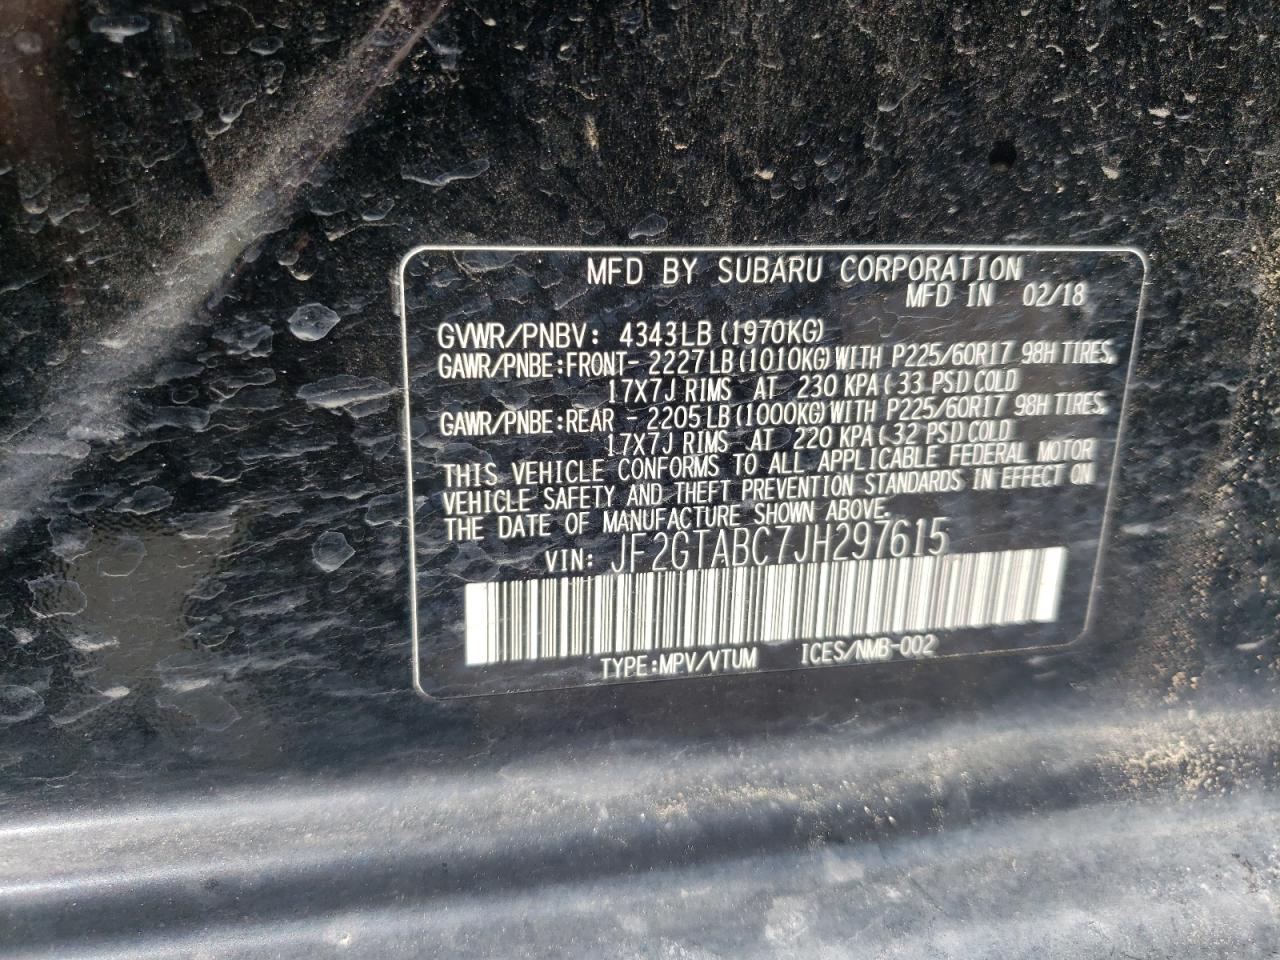 MFD BY SUBARU CORPORATION
MFD IN 02/18
GVWR/PNBV: 4343LB (1970KG)
GAWR/PNBE:FRONT- 2227LB(1010KG)WITH P225/60R17 98H TIRES,
17X7J RIMS AT 230 KPA( 33 PSI)COLD
GAWR/PNBE:REAR - 2205LB(1000KG)WITH P225/60R17 98H TIRES,
17X7J RIMS AT 220 KPA( 32 PSI)COLD
THIS VEHICLE CONFORMS TO ALL APPLICABLE FEDERAL MOTOR
VEHICLE SAFETY AND THEFT PREVENTION STANDARDS IN EFFECT ON
THE DATE OF MANUFACTURE SHOWN ABOVE.
VIN: JF2GTABC7JH297615
TYPE:MPV/VTUM ICES/NMB-002